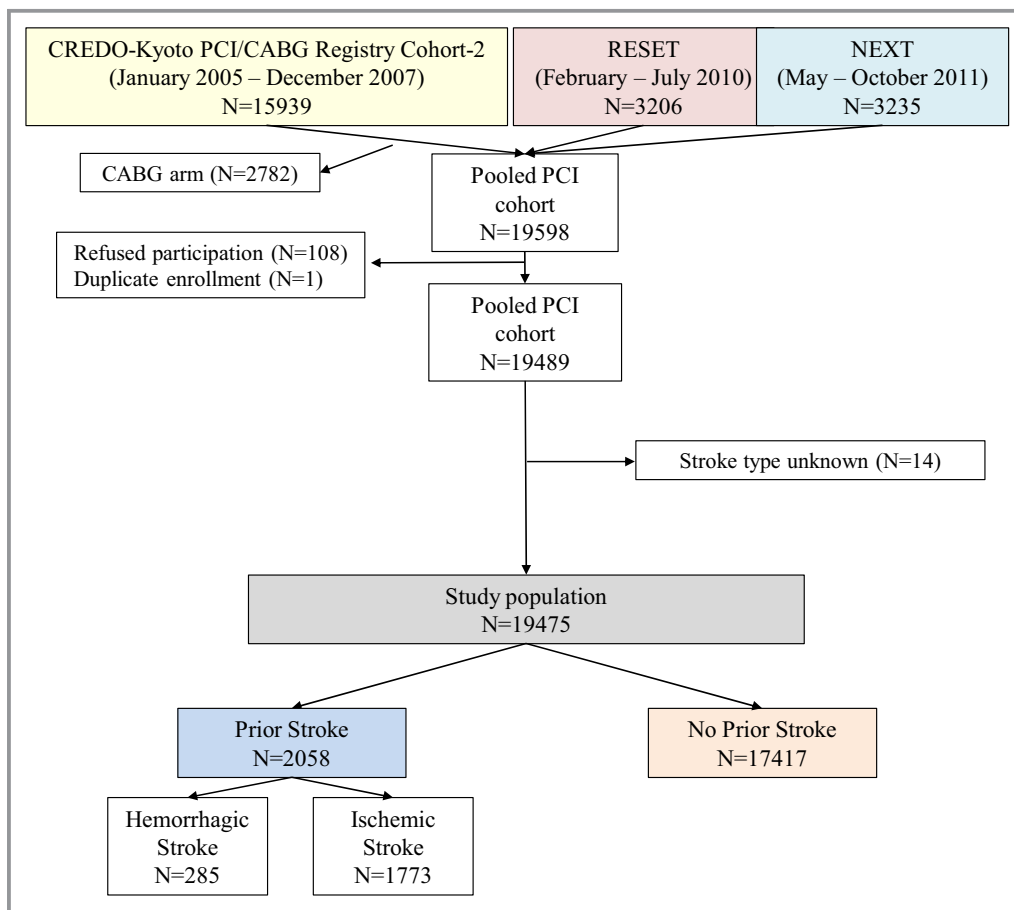 CREDO-Kyoto PCI/CABG Registry Cohort-2
(January 2005 – December 2007)
N=15939
RESET
(February – July 2010)
N=3206
NEXT
(May – October 2011)
N=3235
CABG arm (N=2782)
Pooled PCI
cohort
N=19598
Refused participation (N=108)
Duplicate enrollment (N=1)
Pooled PCI
cohort
N=19489
Stroke type unknown (N=14)
Study population
N=19475
Prior Stroke
N=2058
No Prior Stroke
N=17417
Hemorrhagic
Stroke
N=285
Ischemic
Stroke
N=1773